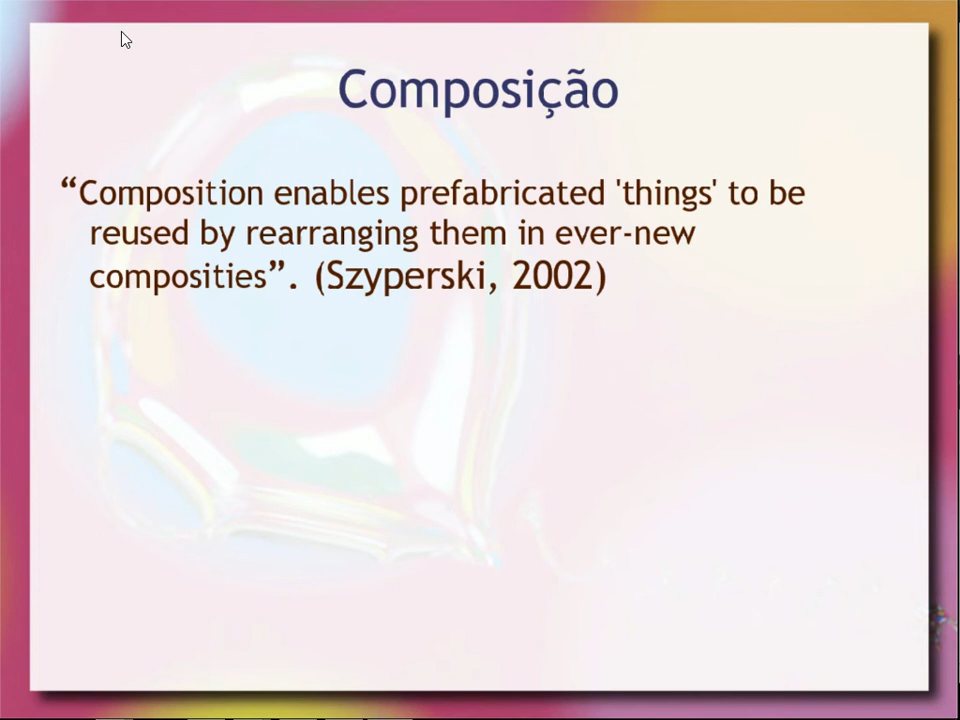 Composição
“Composition enables prefabricated 'things' to be
reused by rearranging them in ever-new
composities”. (Szyperski, 2002)